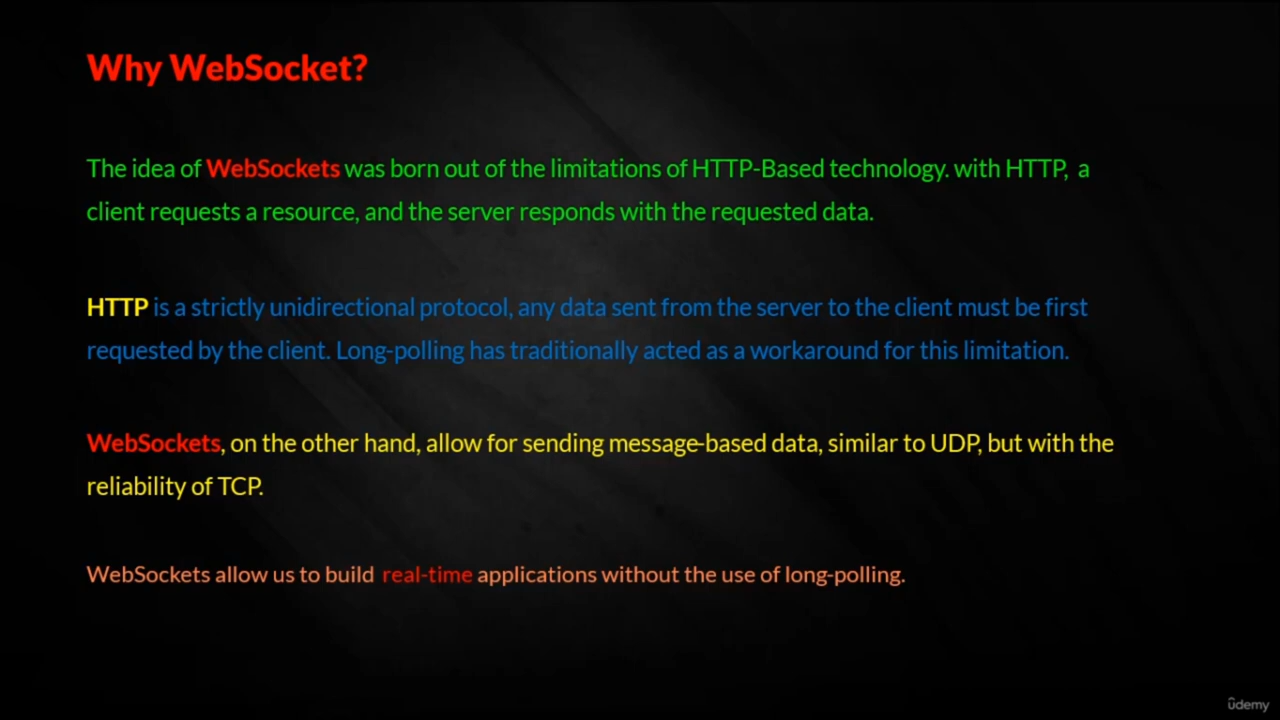 Why WebSocket?
The idea of WebSockets was born out of the limitations of HTTP-Based technology. with HTTP, a
client requests a resource, and the server responds with the requested data.
HTTP is a strictly unidirectional protocol, any data sent from the server to the client must be first
requested by the client. Long-polling has traditionally acted as a workaround for this limitation.
WebSockets, on the other hand, allow for sending message-based data, similar to UDP, but with the
reliability of TCP.
WebSockets allow us to build real-time applications without the use of long-polling.
ûdemy